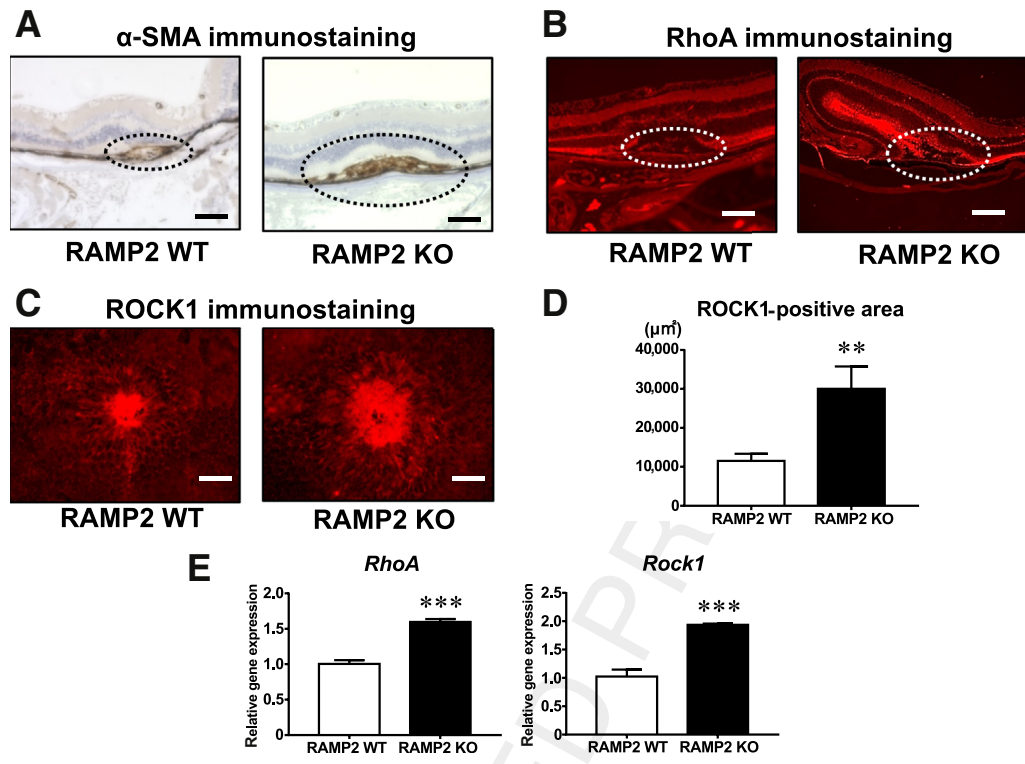 A
α-SMA immunostaining
RAMP2 WT
RAMP2 KO
B
RhoA immunostaining
RAMP2 WT
RAMP2 KO
C
ROCK1 immunostaining
RAMP2 WT
RAMP2 KO
D
ROCK1-positive area
(μm²)
40,000
30,000
20,000
10,000
0
**
RAMP2 WT
RAMP2 KO
E
RhoA
Relative gene expression
2.0
1.5
1.0
0.5
0
***
RAMP2 WT
RAMP2 KO
Rock1
Relative gene expression
2.5
2.0
1.5
1.0
0.5
0
***
RAMP2 WT
RAMP2 KO
ED PR